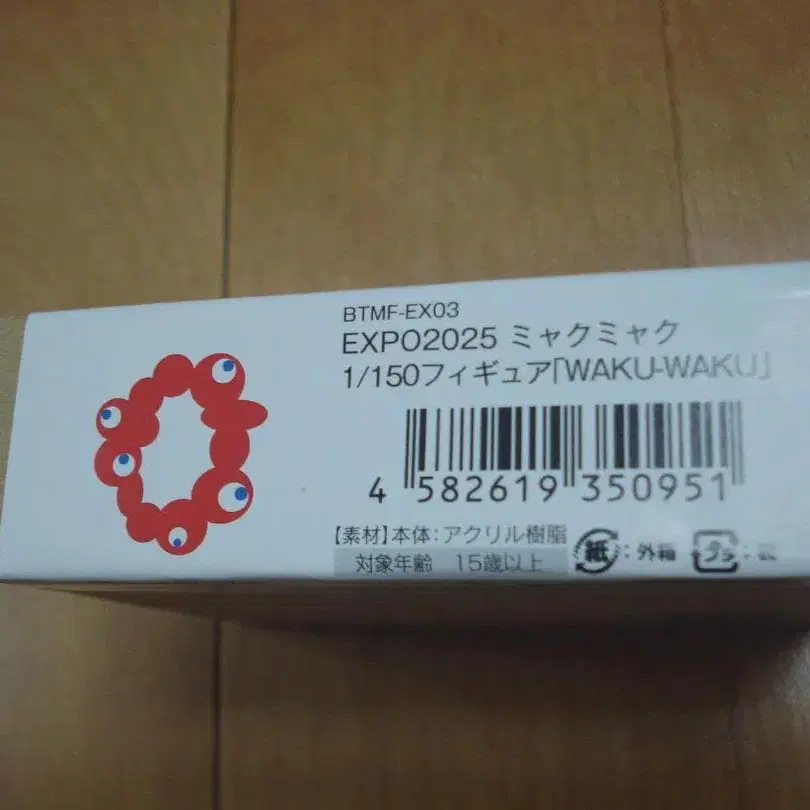 BTMF-EX03
EXPO2025 ミャクミャク
1/150フィギュア「WAKU-WAKU」
4 582619 350951
【素材】本体：アクリル樹脂
対象年齢 15歳以上
紙：外箱
プラ：